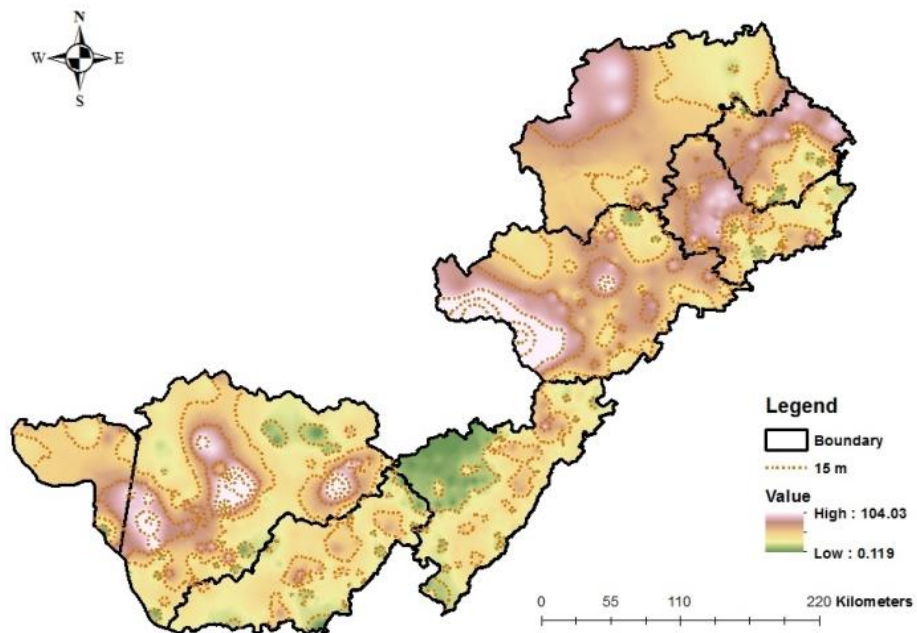 N
W E
S
Legend
Boundary
15 m
Value
High : 104.03
Low : 0.119
0 55 110 220 Kilometers